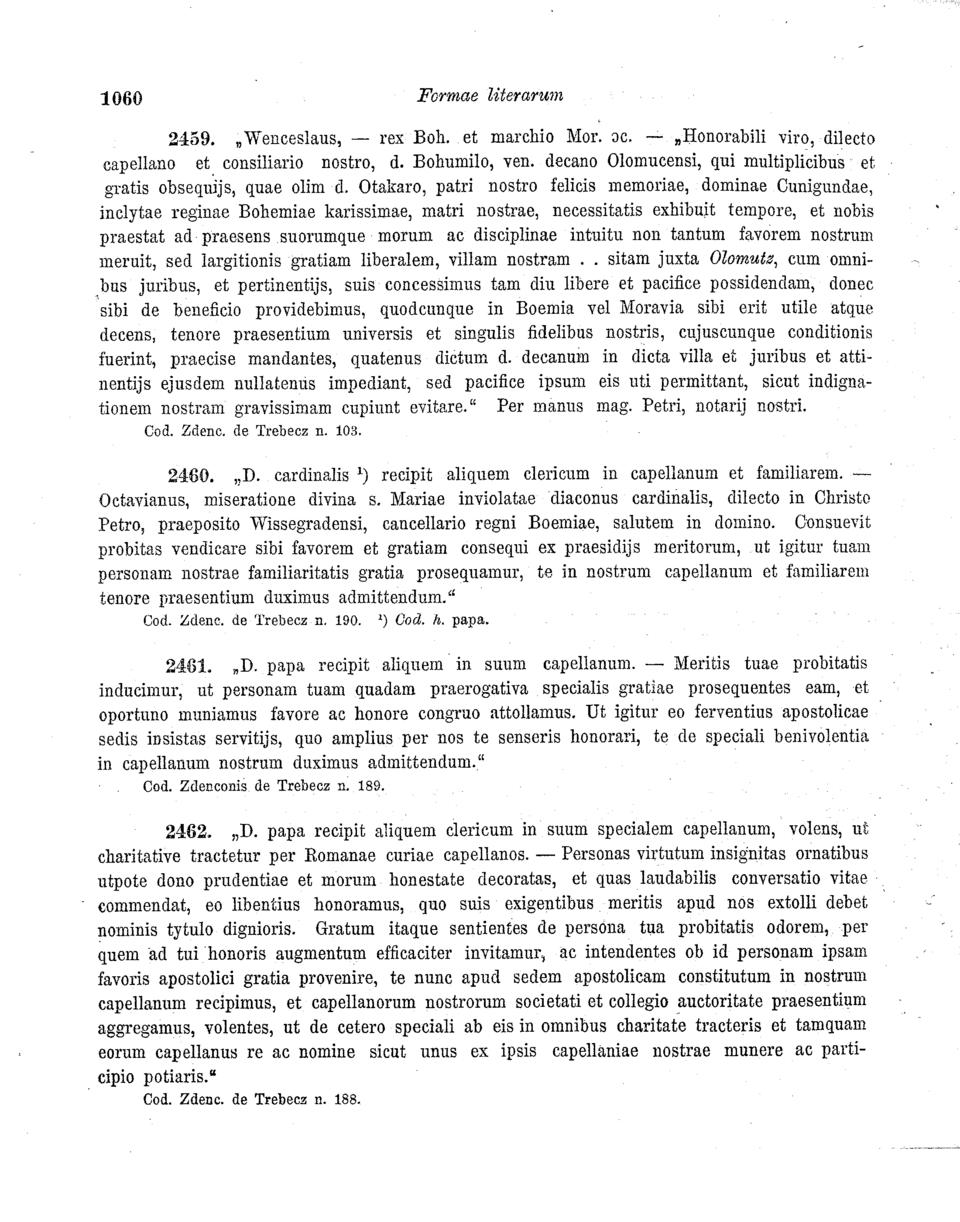 1060
Formae literarum
2459. „Wenceslaus, — rex Boh. et marchio Mor. ɔc. — „Honorabili viro, dilecto
capellano et consiliario nostro, d. Bohumilo, ven. decano Olomucensi, qui multiplicibus et
gratis obsequijs, quae olim d. Otakaro, patri nostro felicis memoriae, dominae Cunigundae,
inclytae reginae Bohemiae karissimae, matri nostrae, necessitatis exhibuit tempore, et nobis
praestat ad praesens suorumque morum ac disciplinae intuitu non tantum favorem nostrum
meruit, sed largitionis gratiam liberalem, villam nostram . . sitam juxta Olomutz, cum omni-
bus juribus, et pertinentijs, suis concessimus tam diu libere et pacifice possidendam, donec
sibi de beneficio providebimus, quodcunque in Boemia vel Moravia sibi erit utile atque
decens, tenore praesentium universis et singulis fidelibus nostris, cujuscunque conditionis
fuerint, praecise mandantes, quatenus dictum d. decanum in dicta villa et juribus et atti-
nentijs ejusdem nullatenus impediant, sed pacifice ipsum eis uti permittant, sicut indigna-
tionem nostram gravissimam cupiunt evitare.“ Per manus mag. Petri, notarij nostri.
Cod. Zdenc. de Trebecz n. 103.
2460. „D. cardinalis ¹) recipit aliquem clericum in capellanum et familiarem. —
Octavianus, miseratione divina s. Mariae inviolatae diaconus cardinalis, dilecto in Christo
Petro, praeposito Wissegradensi, cancellario regni Boemiae, salutem in domino. Consuevit
probitas vendicare sibi favorem et gratiam consequi ex praesidijs meritorum, ut igitur tuam
personam nostrae familiaritatis gratia prosequamur, te in nostrum capellanum et familiarem
tenore praesentium duximus admittendum.“
Cod. Zdenc. de Trebecz n. 190. ¹) Cod. h. papa.
2461. „D. papa recipit aliquem in suum capellanum. — Meritis tuae probitatis
inducimur, ut personam tuam quadam praerogativa specialis gratiae prosequentes eam, et
oportuno muniamus favore ac honore congruo attollamus. Ut igitur eo ferventius apostolicae
sedis insistas servitijs, quo amplius per nos te senseris honorari, te de speciali benivolentia
in capellanum nostrum duximus admittendum.“
Cod. Zdenconis de Trebecz n. 189.
2462. „D. papa recipit aliquem clericum in suum specialem capellanum, volens, ut
charitative tractetur per Romanae curiae capellanos. — Personas virtutum insignitas ornatibus
utpote dono prudentiae et morum honestate decoratas, et quas laudabilis conversatio vitae
commendat, eo libentius honoramus, quo suis exigentibus meritis apud nos extolli debet
nominis tytulo dignioris. Gratum itaque sentientes de persona tua probitatis odorem, per
quem ad tui honoris augmentum efficaciter invitamur, ac intendentes ob id personam ipsam
favoris apostolici gratia provenire, te nunc apud sedem apostolicam constitutum in nostrum
capellanum recipimus, et capellanorum nostrorum societati et collegio auctoritate praesentium
aggregamus, volentes, ut de cetero speciali ab eis in omnibus charitate tracteris et tamquam
eorum capellanus re ac nomine sicut unus ex ipsis capellaniae nostrae munere ac parti-
cipio potiaris.“
Cod. Zdenc. de Trebecz n. 188.